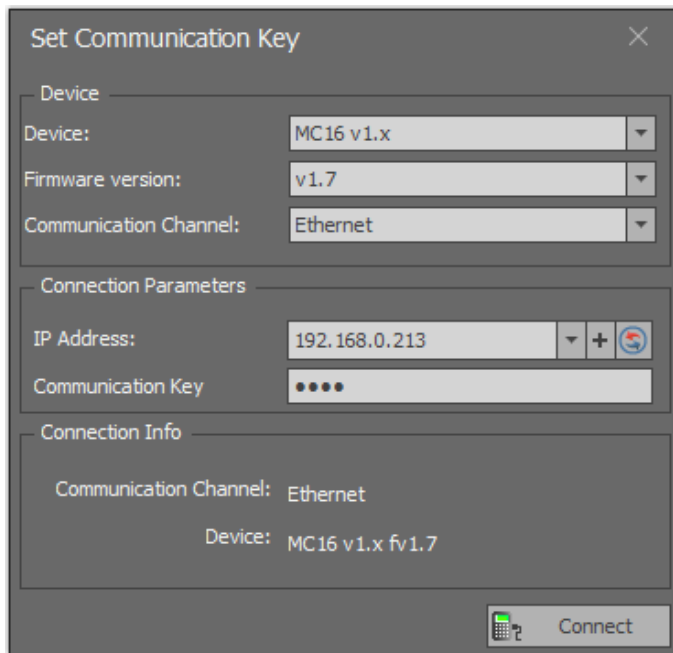 Set Communication Key
Device
Device: MC16 v1.x
Firmware version: v1.7
Communication Channel: Ethernet
Connection Parameters
IP Address: 192.168.0.213 +
Communication Key ●●●●
Connection Info
Communication Channel: Ethernet
Device: MC16 v1.x fv1.7
Connect